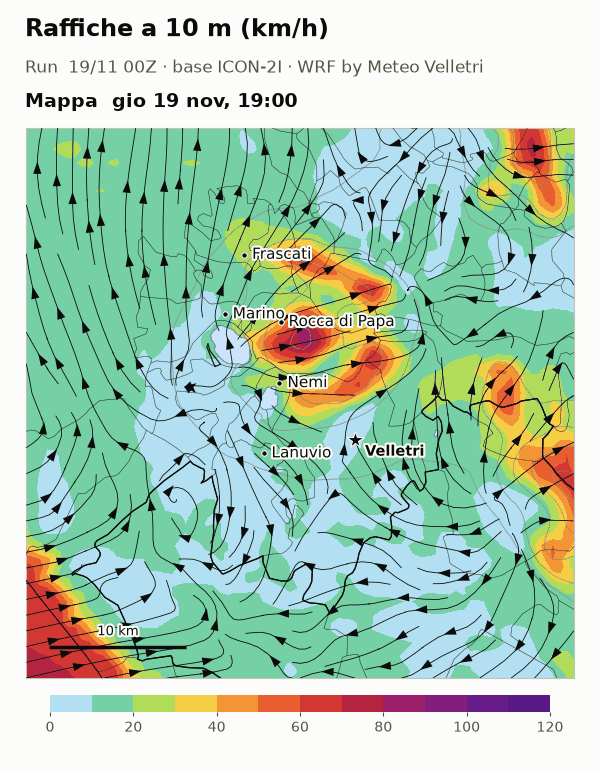 Raffiche a 10 m (km/h)
Run 19/11 00Z · base ICON-2I · WRF by Meteo Velletri
Mappa gio 19 nov, 19:00
Frascati
Marino
Rocca di Papa
Nemi
Velletri
Lanuvio
10 km
0 20 40 60 80 100 120